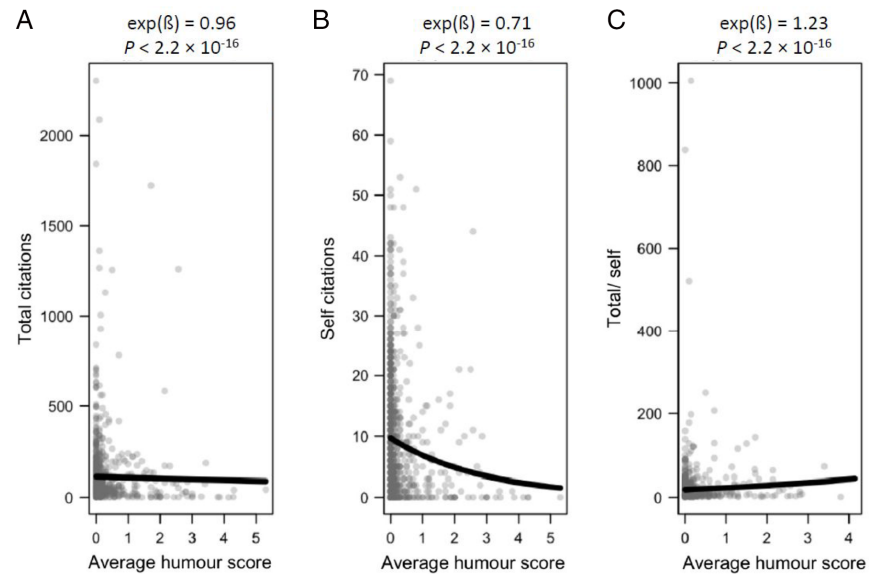 A
exp(ß) = 0.96
P < 2.2 × 10-16
Total citations
2000
1500
1000
500
0
0 1 2 3 4 5
Average humour score
B
exp(ß) = 0.71
P < 2.2 × 10-16
Self citations
70
60
50
40
30
20
10
0
0 1 2 3 4 5
Average humour score
C
exp(ß) = 1.23
P < 2.2 × 10-16
Total/ self
1000
800
600
400
200
0
0 1 2 3 4
Average humour score